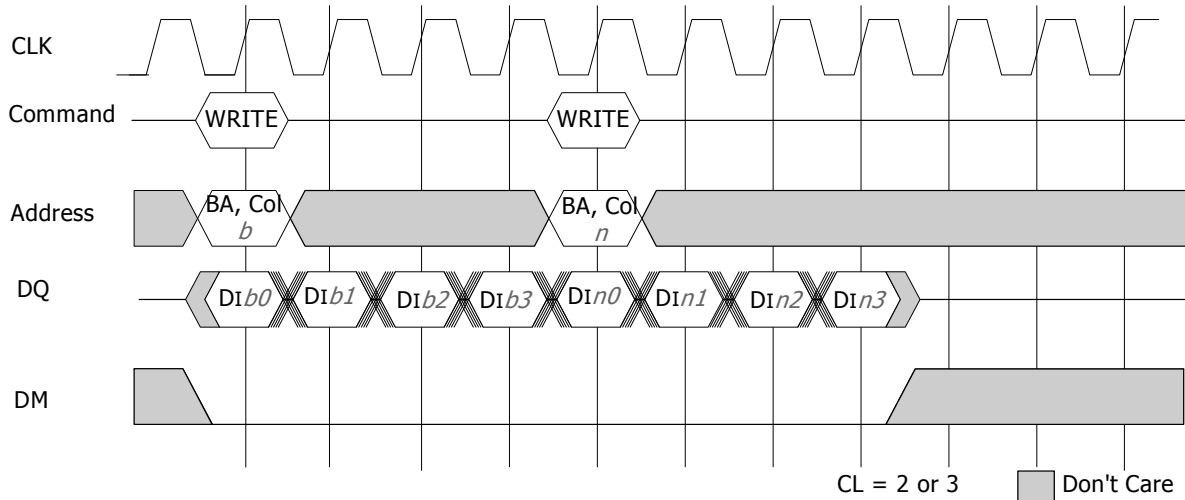 CLK
Command
WRITE
WRITE
Address
BA, Col
b
BA, Col
n
DQ
DIb0
DIb1
DIb2
DIb3
DIn0
DIn1
DIn2
DIn3
DM
CL = 2 or 3
Don't Care